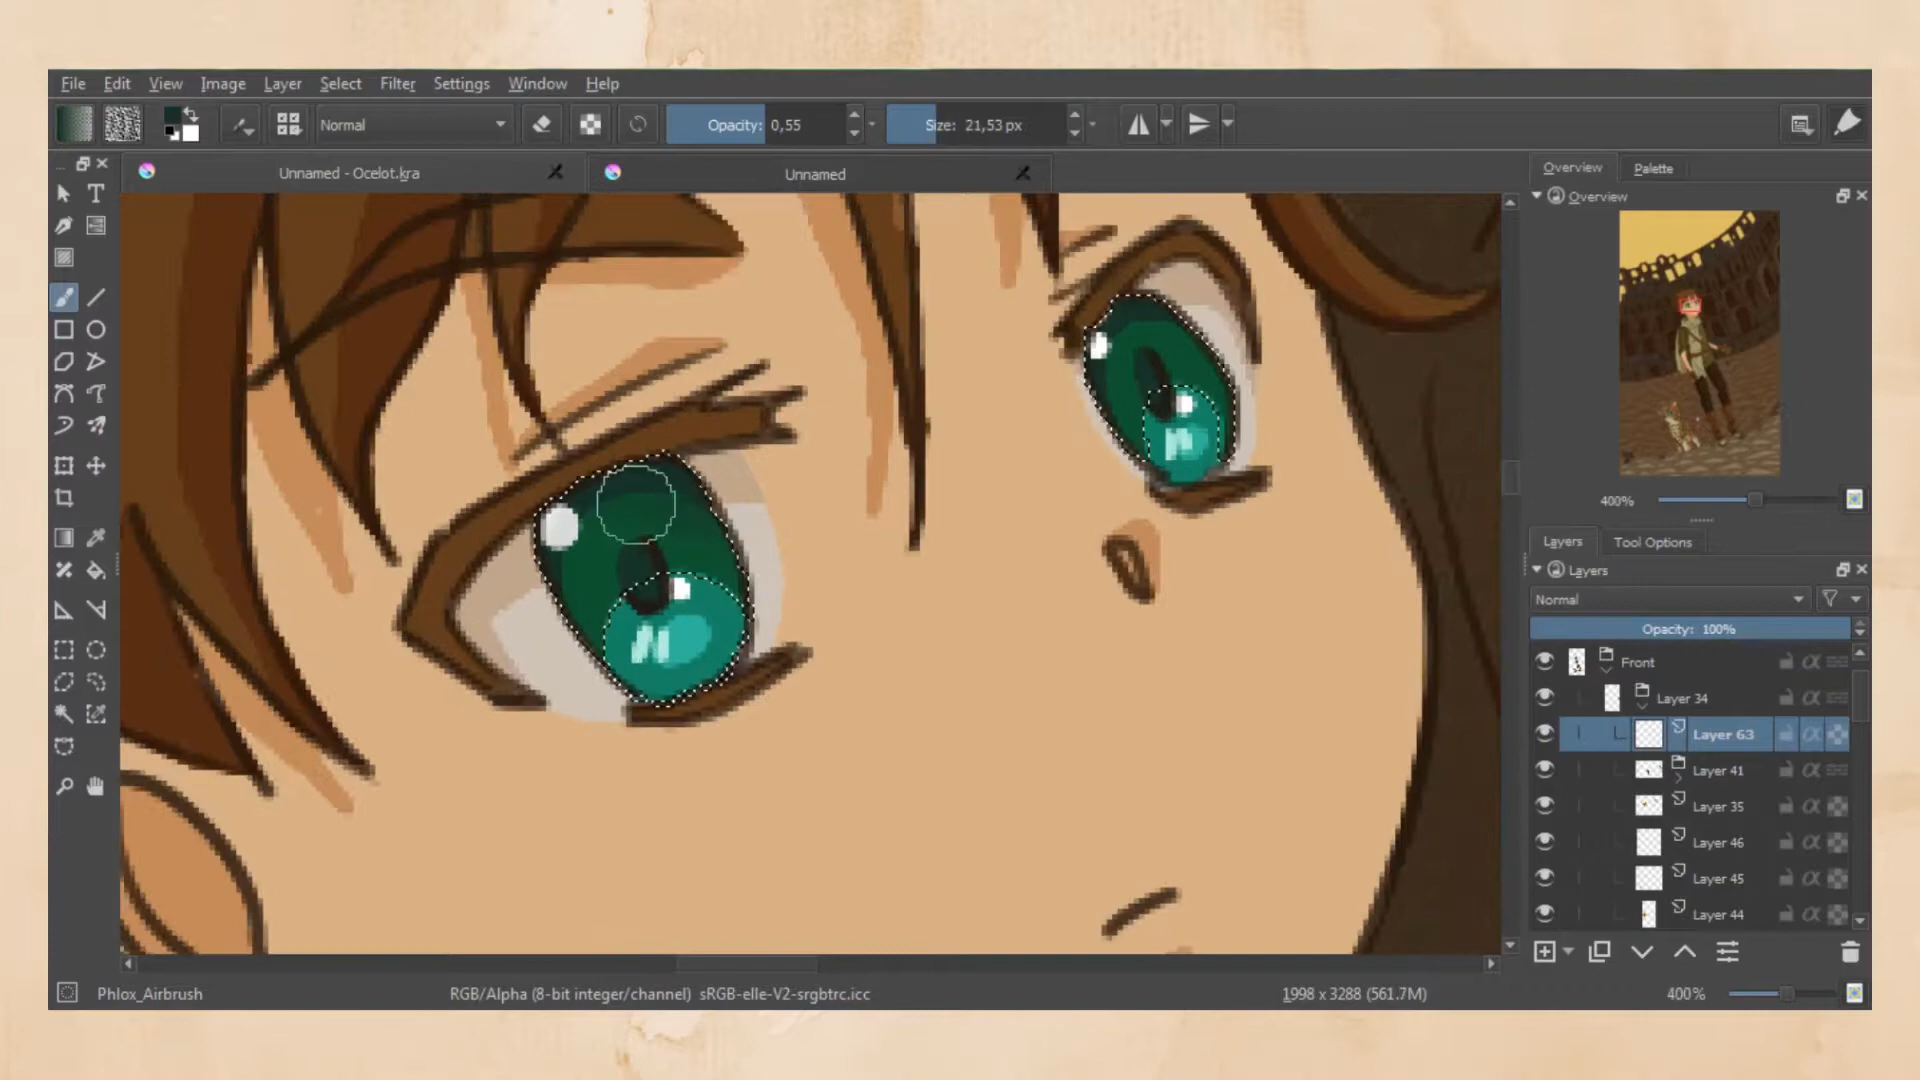 File Edit View Image Layer Select Filter Settings Window Help
Normal Opacity: 0,55 Size: 21,53 px
Unnamed - Ocelot.kra Unnamed
Overview Palette
Overview
400%
Layers Tool Options
Layers
Normal
Opacity: 100%
Front
Layer 34
Layer 63
Layer 41
Layer 35
Layer 46
Layer 45
Layer 44
Phlox_Airbrush RGB/Alpha (8-bit integer/channel) sRGB-elle-V2-srgbtrc.icc 1998 x 3288 (561.7M) 400%